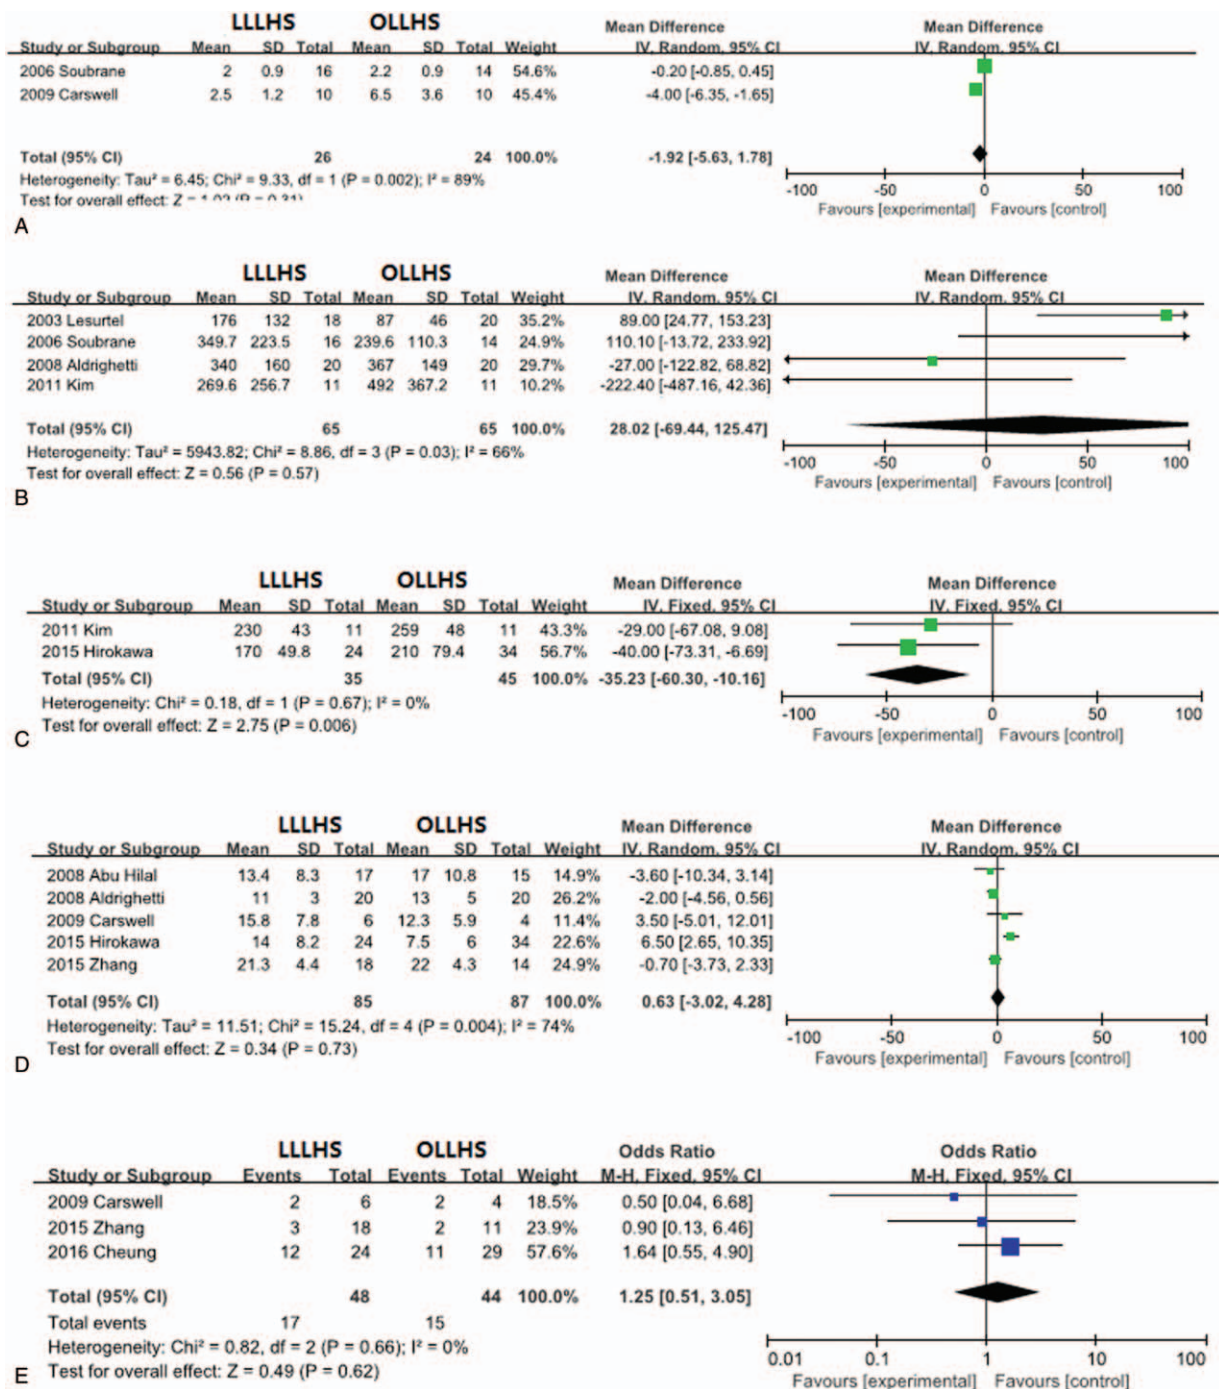 LLLHS OLLHS Mean Difference Mean Difference
Study or Subgroup Mean SD Total Mean SD Total Weight IV, Random, 95% CI IV, Random, 95% CI
2006 Soubrane 2 0.9 16 2.2 0.9 14 54.6% -0.20 [-0.85, 0.45]
2009 Carswell 2.5 1.2 10 6.5 3.6 10 45.4% -4.00 [-6.35, -1.65]
Total (95% CI) 26 24 100.0% -1.92 [-5.63, 1.78]
Heterogeneity: Tau² = 6.45; Chi² = 9.33, df = 1 (P = 0.002); I² = 89%
Test for overall effect: Z =
-100 -50 0 50 100
Favours [experimental] Favours [control]
A
LLLHS OLLHS Mean Difference Mean Difference
Study or Subgroup Mean SD Total Mean SD Total Weight IV, Random, 95% CI IV, Random, 95% CI
2003 Lesurtel 176 132 18 87 46 20 35.2% 89.00 [24.77, 153.23]
2006 Soubrane 349.7 223.5 16 239.6 110.3 14 24.9% 110.10 [-13.72, 233.92]
2008 Aldrighetti 340 160 20 367 149 20 29.7% -27.00 [-122.82, 68.82]
2011 Kim 269.6 256.7 11 492 367.2 11 10.2% -222.40 [-487.16, 42.36]
Total (95% CI) 65 65 100.0% 28.02 [-69.44, 125.47]
Heterogeneity: Tau² = 5943.82; Chi² = 8.86, df = 3 (P = 0.03); I² = 66%
Test for overall effect: Z = 0.56 (P = 0.57)
-100 -50 0 50 100
Favours [experimental] Favours [control]
B
LLLHS OLLHS Mean Difference Mean Difference
Study or Subgroup Mean SD Total Mean SD Total Weight IV, Fixed, 95% CI IV, Fixed, 95% CI
2011 Kim 230 43 11 259 48 11 43.3% -29.00 [-67.08, 9.08]
2015 Hirokawa 170 49.8 24 210 79.4 34 56.7% -40.00 [-73.31, -6.69]
Total (95% CI) 35 45 100.0% -35.23 [-60.30, -10.16]
Heterogeneity: Chi² = 0.18, df = 1 (P = 0.67); I² = 0%
Test for overall effect: Z = 2.75 (P = 0.006)
-100 -50 0 50 100
Favours [experimental] Favours [control]
C
LLLHS OLLHS Mean Difference Mean Difference
Study or Subgroup Mean SD Total Mean SD Total Weight IV, Random, 95% CI IV, Random, 95% CI
2008 Abu Hilal 13.4 8.3 17 17 10.8 15 14.9% -3.60 [-10.34, 3.14]
2008 Aldrighetti 11 3 20 13 5 20 26.2% -2.00 [-4.56, 0.56]
2009 Carswell 15.8 7.8 6 12.3 5.9 4 11.4% 3.50 [-5.01, 12.01]
2015 Hirokawa 14 8.2 24 7.5 6 34 22.6% 6.50 [2.65, 10.35]
2015 Zhang 21.3 4.4 18 22 4.3 14 24.9% -0.70 [-3.73, 2.33]
Total (95% CI) 85 87 100.0% 0.63 [-3.02, 4.28]
Heterogeneity: Tau² = 11.51; Chi² = 15.24, df = 4 (P = 0.004); I² = 74%
Test for overall effect: Z = 0.34 (P = 0.73)
-100 -50 0 50 100
Favours [experimental] Favours [control]
D
LLLHS OLLHS Odds Ratio Odds Ratio
Study or Subgroup Events Total Events Total Weight M-H, Fixed, 95% CI M-H, Fixed, 95% CI
2009 Carswell 2 6 2 4 18.5% 0.50 [0.04, 6.68]
2015 Zhang 3 18 2 11 23.9% 0.90 [0.13, 6.46]
2016 Cheung 12 24 11 29 57.6% 1.64 [0.55, 4.90]
Total (95% CI) 48 44 100.0% 1.25 [0.51, 3.05]
Total events 17 15
Heterogeneity: Chi² = 0.82, df = 2 (P = 0.66); I² = 0%
Test for overall effect: Z = 0.49 (P = 0.62)
0.01 0.1 1 10 100
Favours [experimental] Favours [control]
E